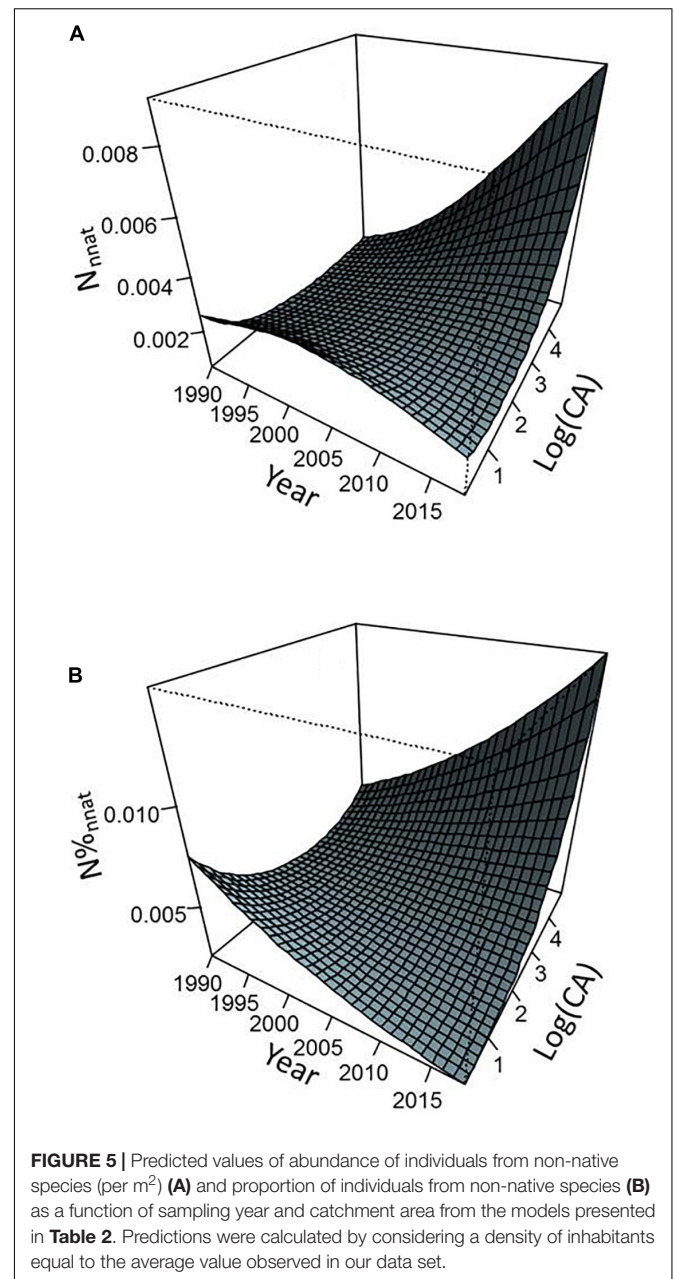 A
0.008
0.006
0.004
0.002
Nnnat
1990
1995
2000
2005
2010
2015
Year
1
2
3
4
Log(CA)
B
0.010
0.005
N%nnat
1990
1995
2000
2005
2010
2015
Year
1
2
3
4
Log(CA)
FIGURE 5 | Predicted values of abundance of individuals from non-native
species (per m²) (A) and proportion of individuals from non-native species (B)
as a function of sampling year and catchment area from the models presented
in Table 2. Predictions were calculated by considering a density of inhabitants
equal to the average value observed in our data set.